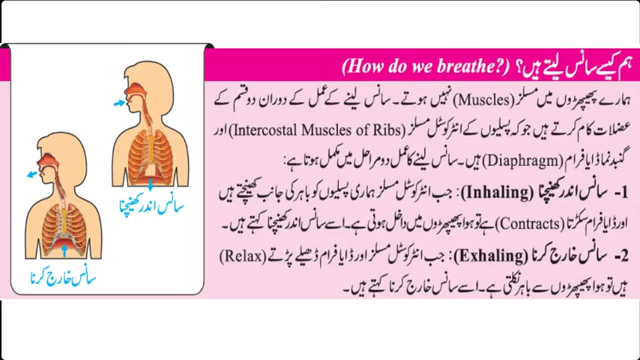 ہم کیسے سانس لیتے ہیں؟ (How do we breathe?)
ہمارے پھیپھڑوں میں مسلز (Muscles) نہیں ہوتے۔ سانس لینے کے عمل کے دوران دو قسم کے
عضلات کام کرتے ہیں جو کہ پسلیوں کے انٹرکوسٹل مسلز (Intercostal Muscles of Ribs) اور
گنبد نما ڈایا فرام (Diaphragm) ہیں۔ سانس لینے کا عمل دو مراحل میں مکمل ہوتا ہے:
1- سانس اندر کھینچنا (Inhaling): جب انٹرکوسٹل مسلز ہماری پسلیوں کو باہر کی جانب کھینچتے ہیں
اور ڈایا فرام سکڑتا (Contracts) ہے تو ہوا پھیپھڑوں میں داخل ہوتی ہے۔ اسے سانس اندر کھینچنا کہتے ہیں۔
2- سانس خارج کرنا (Exhaling): جب انٹرکوسٹل مسلز اور ڈایا فرام ڈھیلے پڑتے (Relax)
ہیں تو ہوا پھیپھڑوں سے باہر نکلتی ہے۔ اسے سانس خارج کرنا کہتے ہیں۔
سانس اندر کھینچنا
سانس خارج کرنا